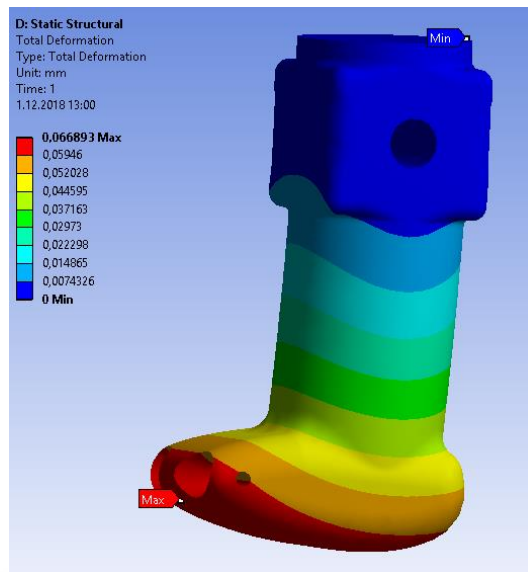 D: Static Structural
Total Deformation
Type: Total Deformation
Unit: mm
Time: 1
1.12.2018 13:00
0,066893 Max
0,05946
0,052028
0,044595
0,037163
0,02973
0,022298
0,014865
0,0074326
0 Min
Min
Max